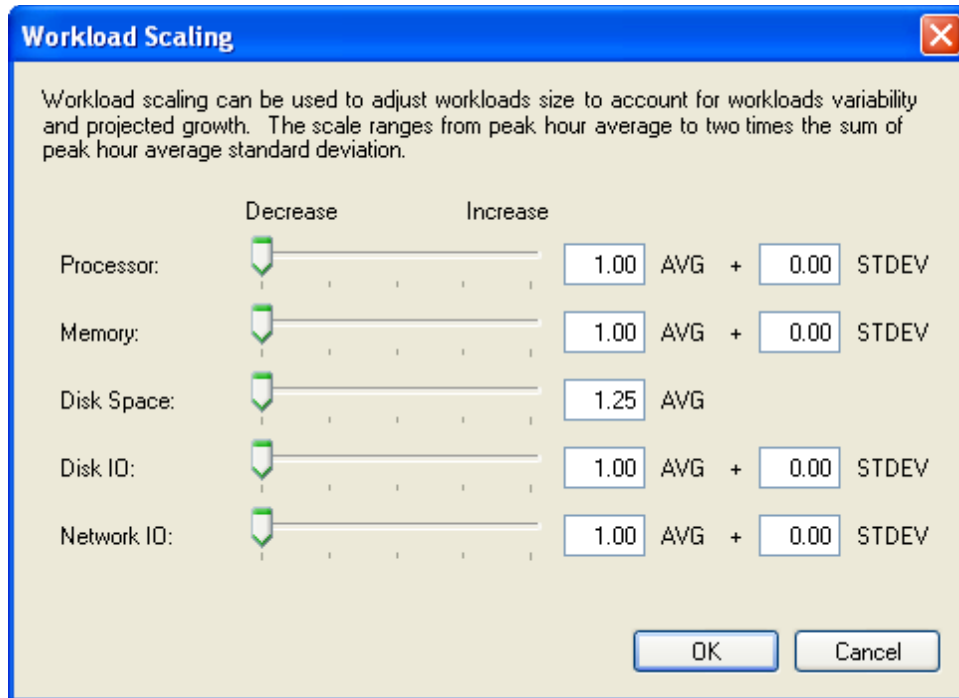 Workload Scaling
Workload scaling can be used to adjust workloads size to account for workloads variability
and projected growth.  The scale ranges from peak hour average to two times the sum of
peak hour average standard deviation.
Decrease Increase
Processor: 1.00 AVG + 0.00 STDEV
Memory: 1.00 AVG + 0.00 STDEV
Disk Space: 1.25 AVG
Disk IO: 1.00 AVG + 0.00 STDEV
Network IO: 1.00 AVG + 0.00 STDEV
OK Cancel